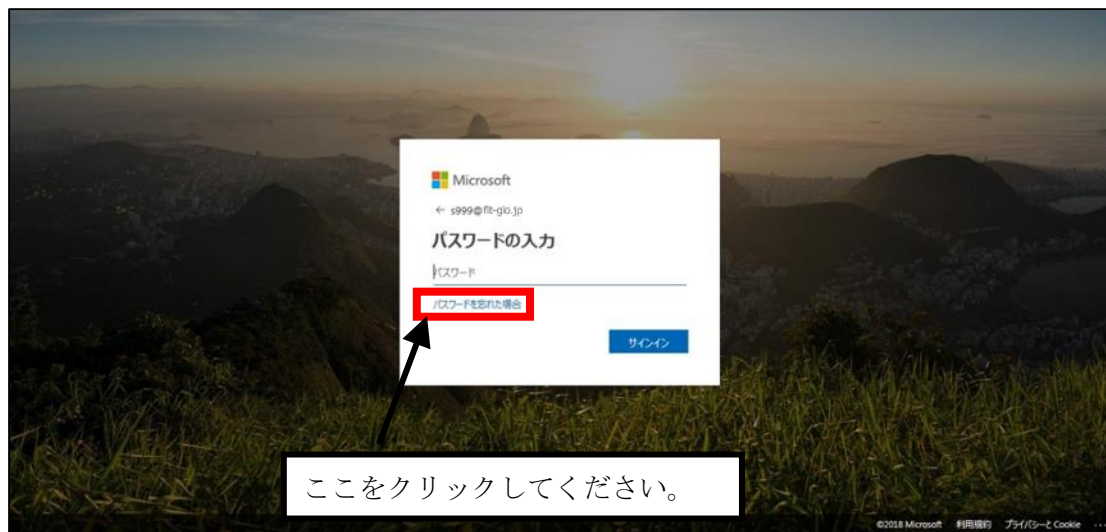 Microsoft
← s999@fit-gio.jp
パスワードの入力
パスワード
パスワードを忘れた場合
サインイン
ここをクリックしてください。
©2018 Microsoft 利用規約 プライバシーと Cookie ...